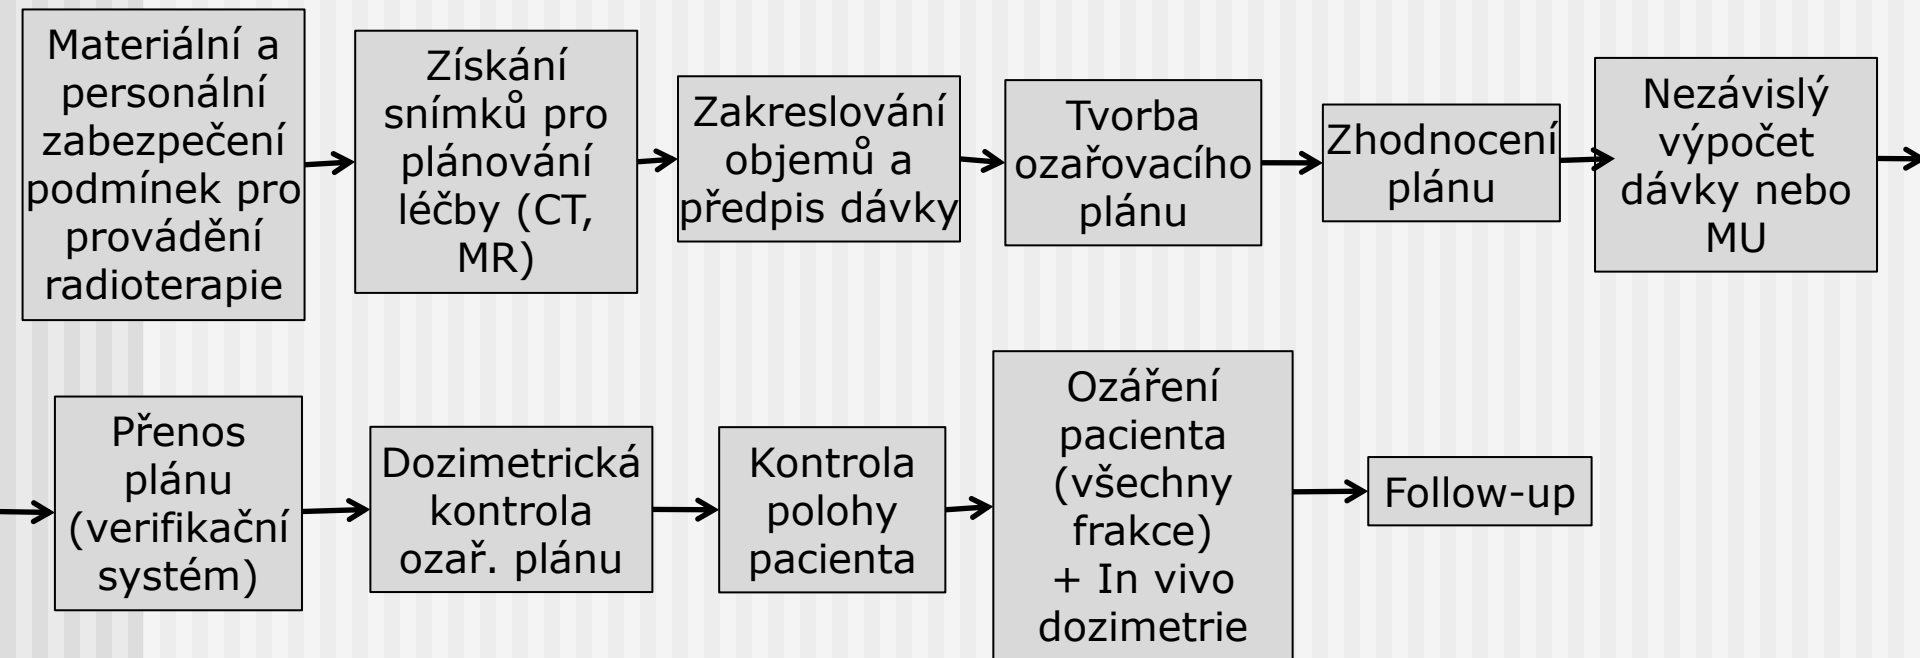 Materiální a
personální
zabezpečení
podmínek pro
provádění
radioterapie
Získání
snímků pro
plánování
léčby (CT,
MR)
Zakreslování
objemů a
předpis dávky
Tvorba
ozařovacího
plánu
Zhodnocení
plánu
Nezávislý
výpočet
dávky nebo
MU
Přenos
plánu
(verifikační
systém)
Dozimetrická
kontrola
ozař. plánu
Kontrola
polohy
pacienta
Ozáření
pacienta
(všechny
frakce)
+ In vivo
dozimetrie
Follow-up